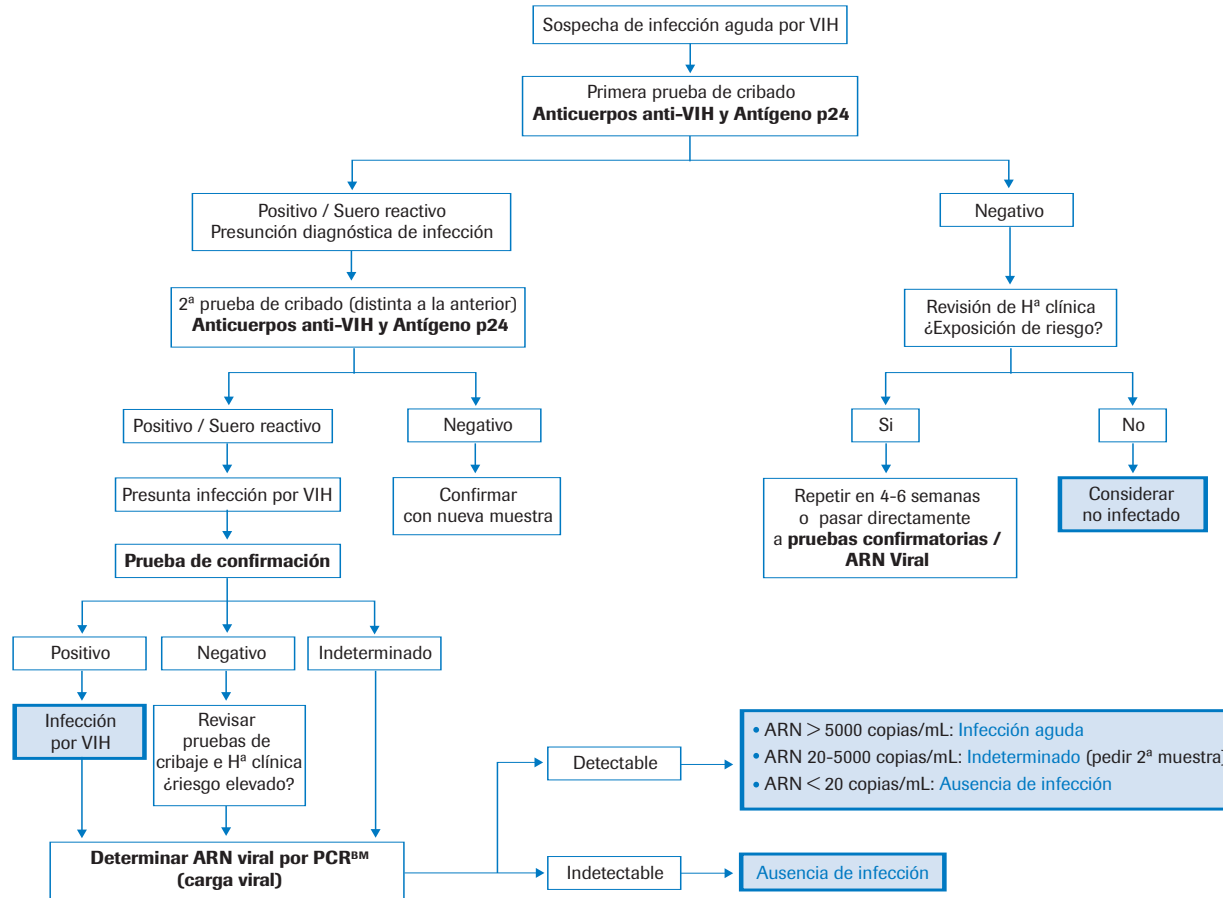 Sospecha de infección aguda por VIH
Primera prueba de cribado
Anticuerpos anti-VIH y Antígeno p24
Positivo / Suero reactivo
Presunción diagnóstica de infección
Negativo
2ª prueba de cribado (distinta a la anterior)
Anticuerpos anti-VIH y Antígeno p24
Revisión de Hª clínica
¿Exposición de riesgo?
Positivo / Suero reactivo
Negativo
Si
No
Presunta infección por VIH
Confirmar
con nueva muestra
Repetir en 4-6 semanas
o pasar directamente
a pruebas confirmatorias /
ARN Viral
Considerar
no infectado
Prueba de confirmación
Positivo
Negativo
Indeterminado
Infección
por VIH
Revisar
pruebas de
cribaje e Hª clínica
¿riesgo elevado?
Detectable
• ARN > 5000 copias/mL: Infección aguda
• ARN 20-5000 copias/mL: Indeterminado (pedir 2ª muestra)
• ARN < 20 copias/mL: Ausencia de infección
Determinar ARN viral por PCRᴮᴹ
(carga viral)
Indetectable
Ausencia de infección